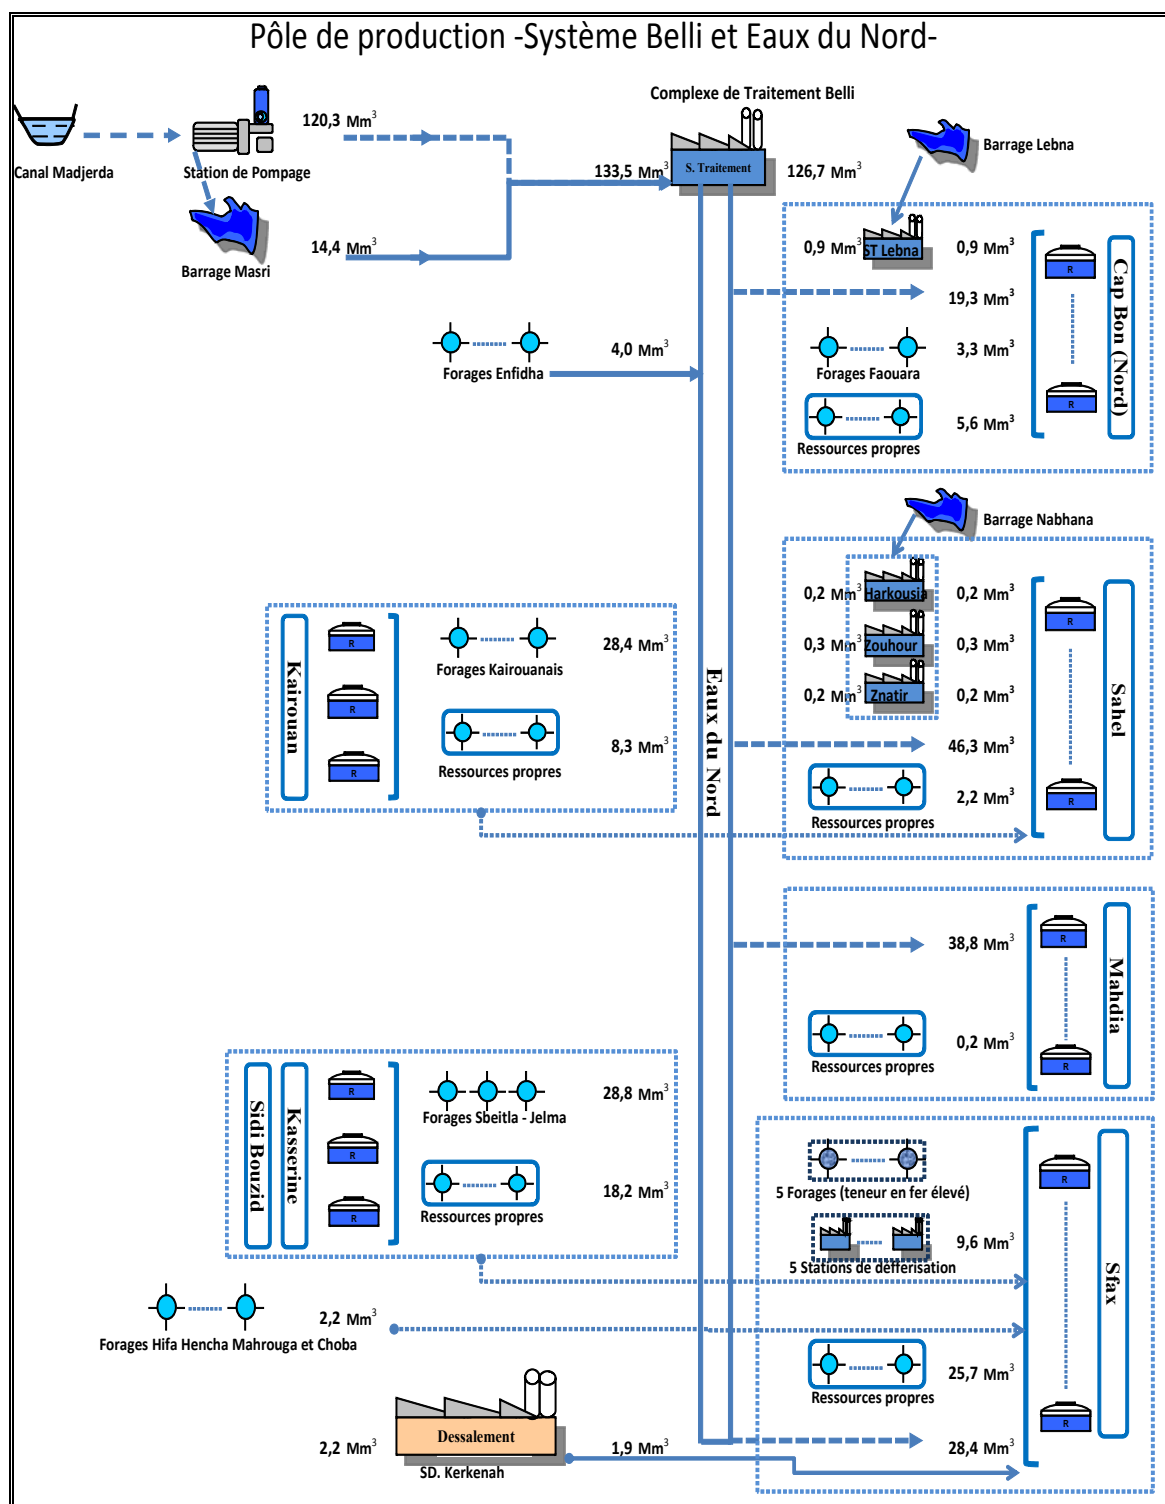 Pôle de production -Système Belli et Eaux du Nord-
Complexe de Traitement Belli
120,3 Mm³
Canal Madjerda
Station de Pompage
133,5 Mm³
S. Traitement
126,7 Mm³
Barrage Lebna
Barrage Masri
14,4 Mm³
0,9 Mm³
ST Lebna
0,9 Mm³
19,3 Mm³
Forages Enfidha
4,0 Mm³
Forages Faouara
3,3 Mm³
Ressources propres
5,6 Mm³
Cap Bon (Nord)
R
R
Barrage Nabhana
0,2 Mm³
Harkousia
0,2 Mm³
0,3 Mm³
Zouhour
0,3 Mm³
0,2 Mm³
Znatir
0,2 Mm³
46,3 Mm³
Ressources propres
2,2 Mm³
Sahel
R
R
Kairouan
R
R
R
Forages Kairouanais
28,4 Mm³
Ressources propres
8,3 Mm³
Eaux du Nord
38,8 Mm³
Ressources propres
0,2 Mm³
Mahdia
R
R
Sidi Bouzid
Kasserine
R
R
R
Forages Sbeitla - Jelma
28,8 Mm³
Ressources propres
18,2 Mm³
5 Forages (teneur en fer élevé)
5 Stations de défferisation
9,6 Mm³
Sfax
R
R
Forages Hifa Hencha Mahrouga et Choba
2,2 Mm³
Ressources propres
25,7 Mm³
28,4 Mm³
2,2 Mm³
Dessalement
SD. Kerkenah
1,9 Mm³